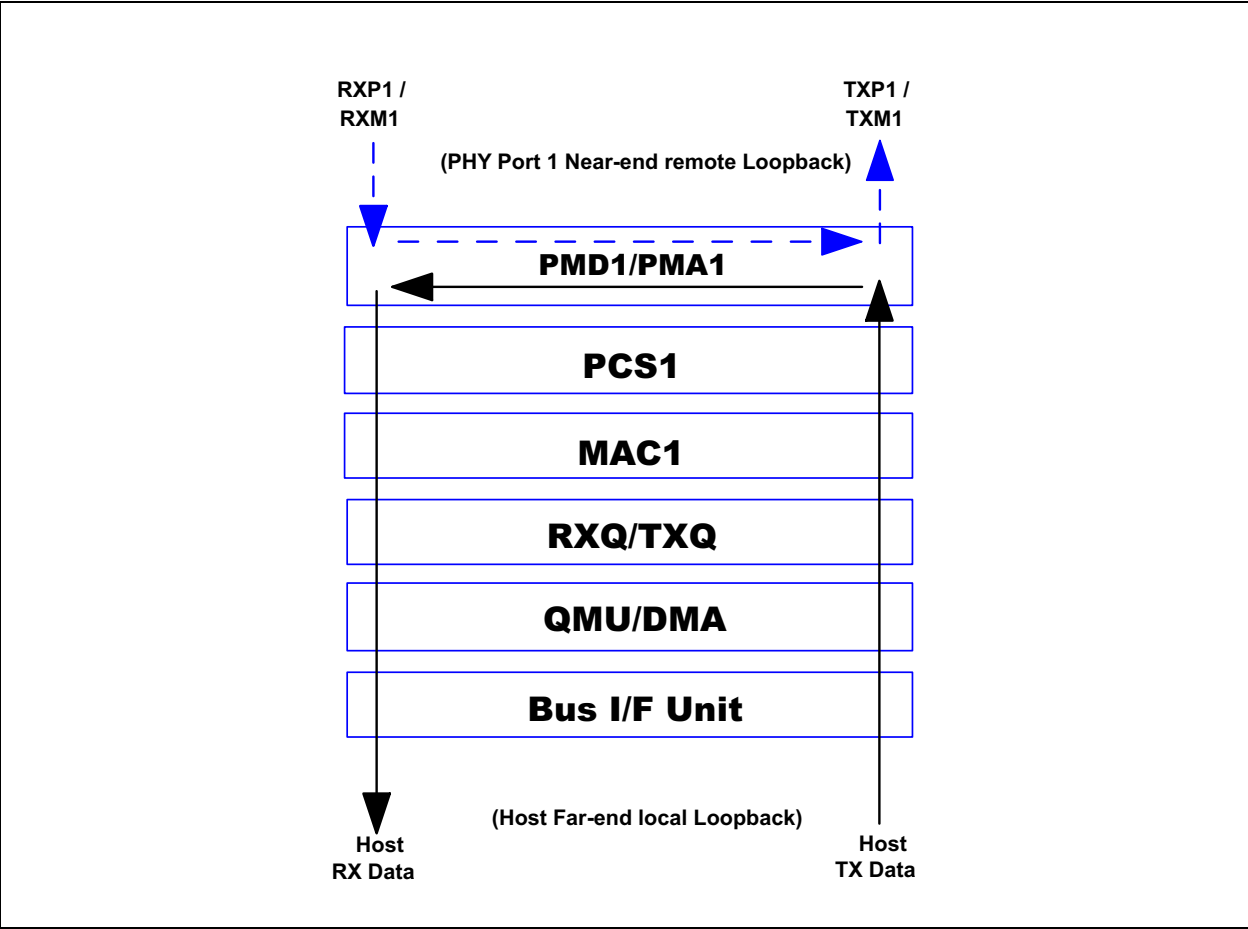 RXP1 /
RXM1
TXP1 /
TXM1
(PHY Port 1 Near-end remote Loopback)
PMD1/PMA1
PCS1
MAC1
RXQ/TXQ
QMU/DMA
Bus I/F Unit
(Host Far-end local Loopback)
Host
RX Data
Host
TX Data